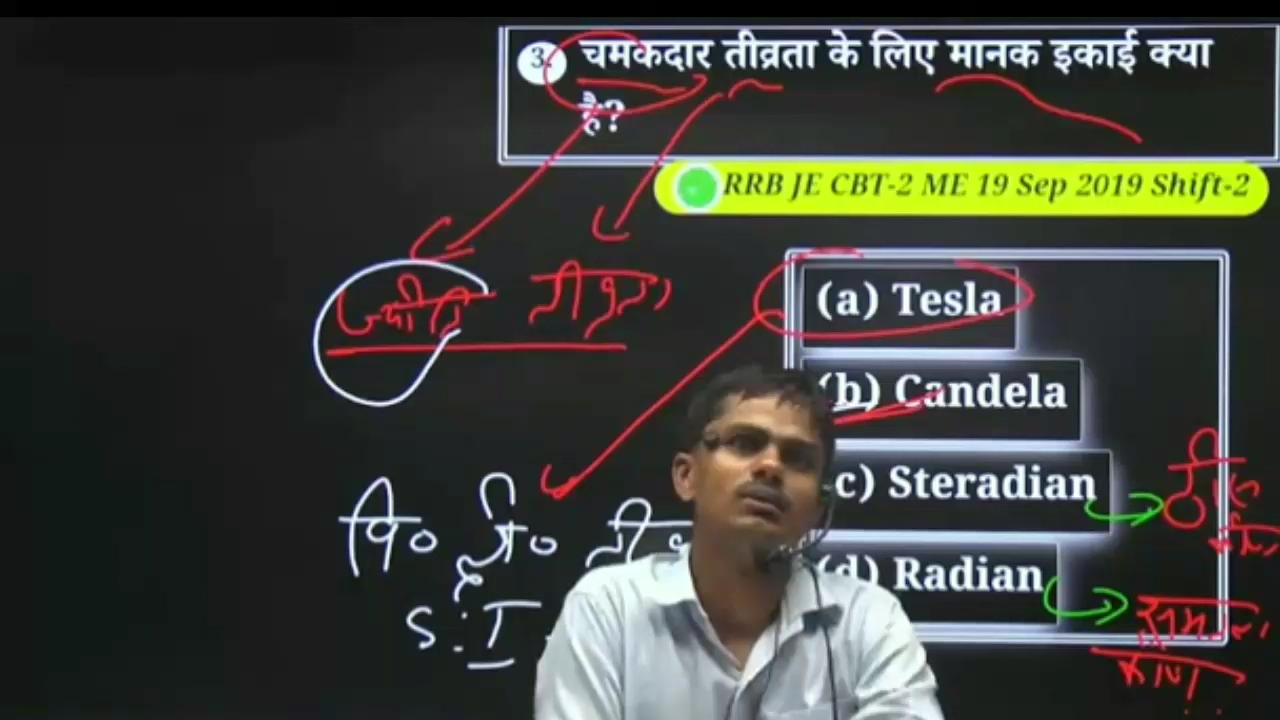 3. चमकदार तीव्रता के लिए मानक इकाई क्या
है?
RRB JE CBT-2 ME 19 Sep 2019 Shift-2
ज्योति तीव्रता
(a) Tesla
(b) Candela
c) Steradian
(d) Radian
वि०
S.I